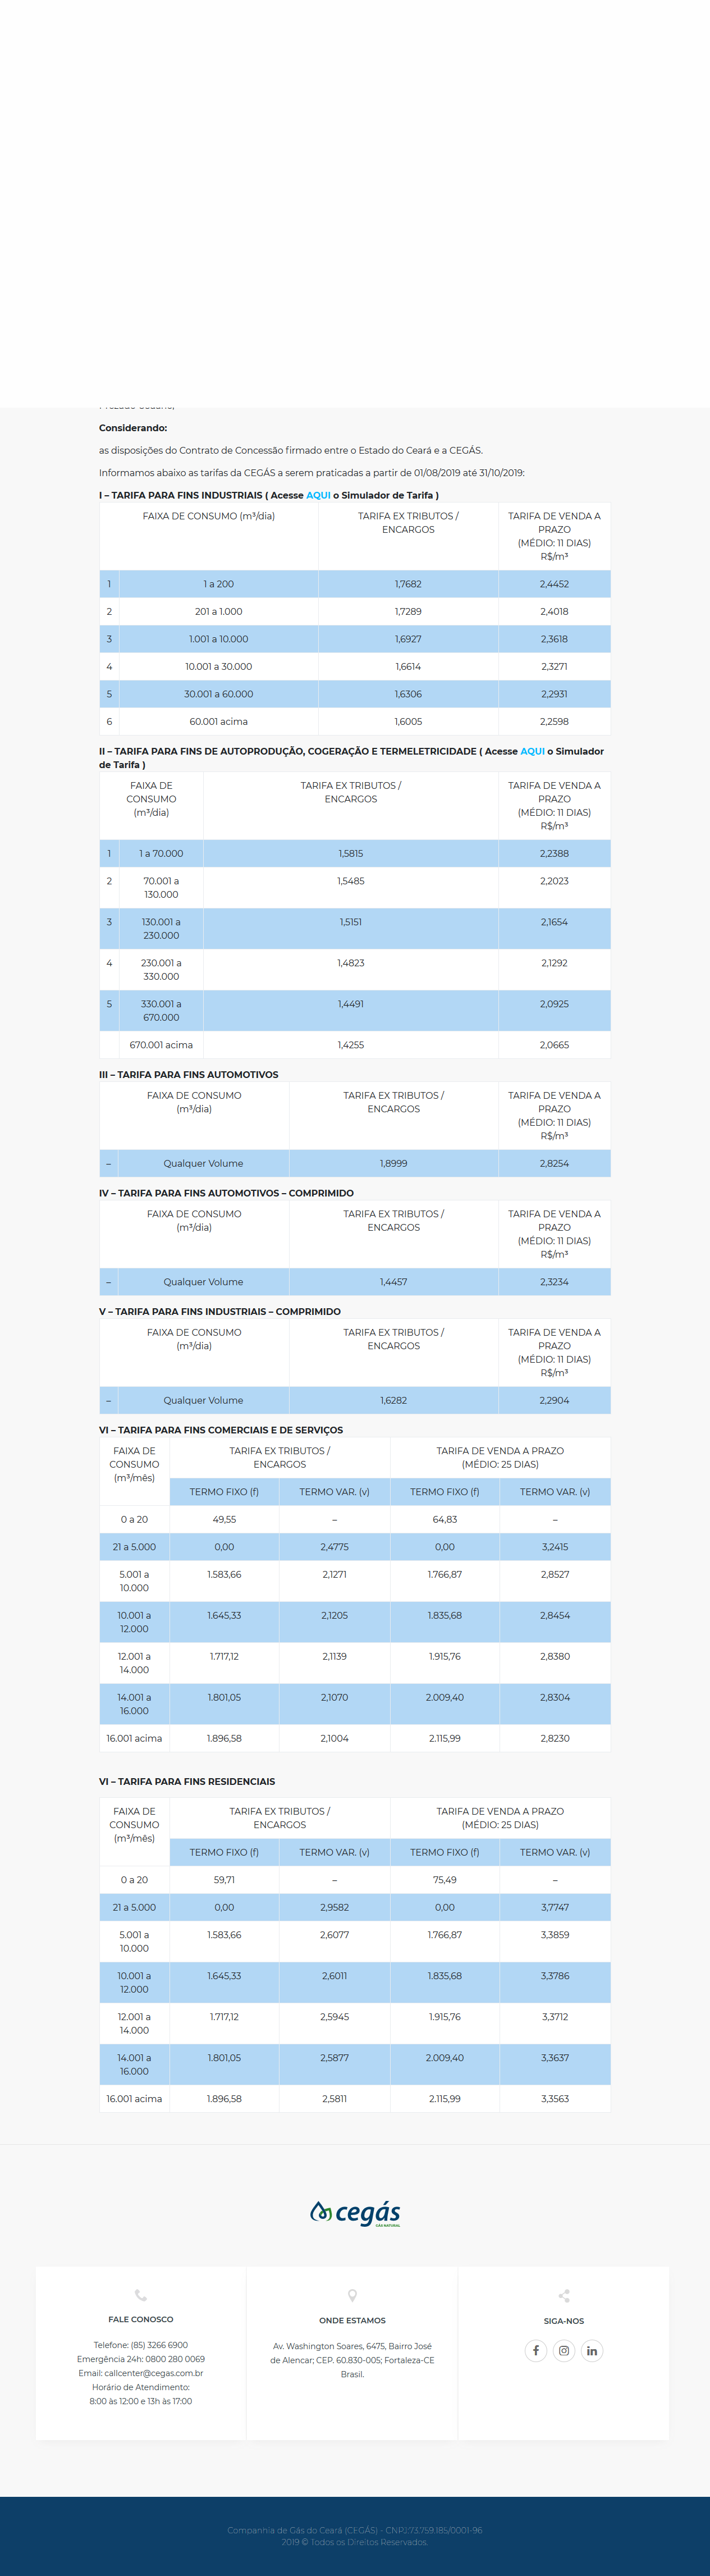 Considerando:
as disposições do Contrato de Concessão firmado entre o Estado do Ceará e a CEGÁS.
Informamos abaixo as tarifas da CEGÁS a serem praticadas a partir de 01/08/2019 até 31/10/2019:
I – TARIFA PARA FINS INDUSTRIAIS ( Acesse AQUI o Simulador de Tarifa )
FAIXA DE CONSUMO (m³/dia) TARIFA EX TRIBUTOS / TARIFA DE VENDA A
ENCARGOS PRAZO
(MÉDIO: 11 DIAS)
R$/m³
1 1 a 200 1,7682 2,4452
2 201 a 1.000 1,7289 2,4018
3 1.001 a 10.000 1,6927 2,3618
4 10.001 a 30.000 1,6614 2,3271
5 30.001 a 60.000 1,6306 2,2931
6 60.001 acima 1,6005 2,2598
II – TARIFA PARA FINS DE AUTOPRODUÇÃO, COGERAÇÃO E TERMELETRICIDADE ( Acesse AQUI o Simulador
de Tarifa )
FAIXA DE TARIFA EX TRIBUTOS / TARIFA DE VENDA A
CONSUMO ENCARGOS PRAZO
(m³/dia) (MÉDIO: 11 DIAS)
R$/m³
1 1 a 70.000 1,5815 2,2388
2 70.001 a 1,5485 2,2023
130.000
3 130.001 a 1,5151 2,1654
230.000
4 230.001 a 1,4823 2,1292
330.000
5 330.001 a 1,4491 2,0925
670.000
670.001 acima 1,4255 2,0665
III – TARIFA PARA FINS AUTOMOTIVOS
FAIXA DE CONSUMO TARIFA EX TRIBUTOS / TARIFA DE VENDA A
(m³/dia) ENCARGOS PRAZO
(MÉDIO: 11 DIAS)
R$/m³
– Qualquer Volume 1,8999 2,8254
IV – TARIFA PARA FINS AUTOMOTIVOS – COMPRIMIDO
FAIXA DE CONSUMO TARIFA EX TRIBUTOS / TARIFA DE VENDA A
(m³/dia) ENCARGOS PRAZO
(MÉDIO: 11 DIAS)
R$/m³
– Qualquer Volume 1,4457 2,3234
V – TARIFA PARA FINS INDUSTRIAIS – COMPRIMIDO
FAIXA DE CONSUMO TARIFA EX TRIBUTOS / TARIFA DE VENDA A
(m³/dia) ENCARGOS PRAZO
(MÉDIO: 11 DIAS)
R$/m³
– Qualquer Volume 1,6282 2,2904
VI – TARIFA PARA FINS COMERCIAIS E DE SERVIÇOS
FAIXA DE TARIFA EX TRIBUTOS / TARIFA DE VENDA A PRAZO
CONSUMO ENCARGOS (MÉDIO: 25 DIAS)
(m³/mês)
TERMO FIXO (f) TERMO VAR. (v) TERMO FIXO (f) TERMO VAR. (v)
0 a 20 49,55 – 64,83 –
21 a 5.000 0,00 2,4775 0,00 3,2415
5.001 a 1.583,66 2,1271 1.766,87 2,8527
10.000
10.001 a 1.645,33 2,1205 1.835,68 2,8454
12.000
12.001 a 1.717,12 2,1139 1.915,76 2,8380
14.000
14.001 a 1.801,05 2,1070 2.009,40 2,8304
16.000
16.001 acima 1.896,58 2,1004 2.115,99 2,8230
VI – TARIFA PARA FINS RESIDENCIAIS
FAIXA DE TARIFA EX TRIBUTOS / TARIFA DE VENDA A PRAZO
CONSUMO ENCARGOS (MÉDIO: 25 DIAS)
(m³/mês)
TERMO FIXO (f) TERMO VAR. (v) TERMO FIXO (f) TERMO VAR. (v)
0 a 20 59,71 – 75,49 –
21 a 5.000 0,00 2,9582 0,00 3,7747
5.001 a 1.583,66 2,6077 1.766,87 3,3859
10.000
10.001 a 1.645,33 2,6011 1.835,68 3,3786
12.000
12.001 a 1.717,12 2,5945 1.915,76 3,3712
14.000
14.001 a 1.801,05 2,5877 2.009,40 3,3637
16.000
16.001 acima 1.896,58 2,5811 2.115,99 3,3563
cegás
GÁS NATURAL
FALE CONOSCO
Telefone: (85) 3266 6900
Emergência 24h: 0800 280 0069
Email: callcenter@cegas.com.br
Horário de Atendimento:
8:00 às 12:00 e 13h às 17:00
ONDE ESTAMOS
Av. Washington Soares, 6475, Bairro José
de Alencar; CEP. 60.830-005; Fortaleza-CE
Brasil.
SIGA-NOS
Companhia de Gás do Ceará (CEGÁS) - CNPJ:73.759.185/0001-96
2019 © Todos os Direitos Reservados.